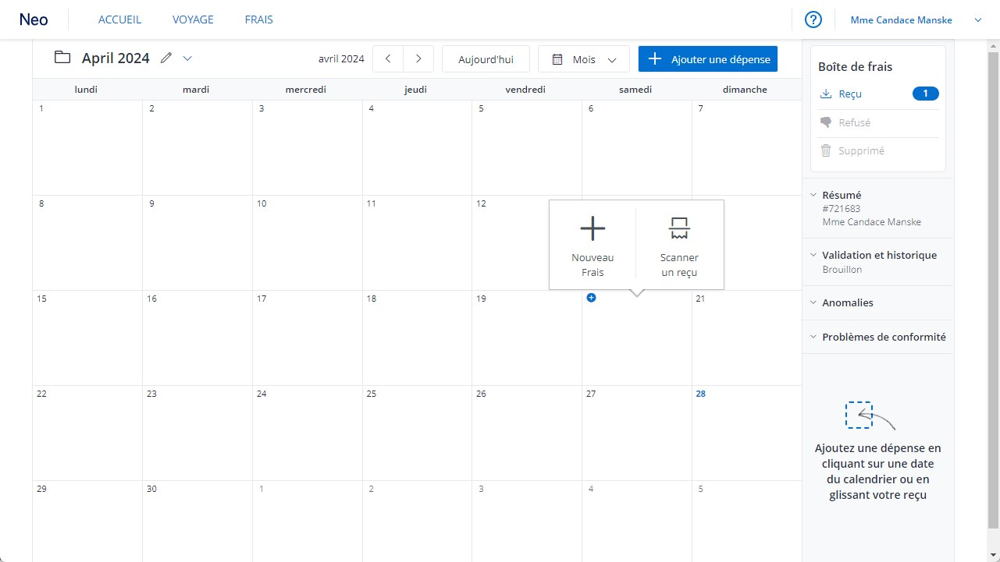 Neo
ACCUEIL VOYAGE FRAIS
? Mme Candace Manske
April 2024
avril 2024
Aujourd'hui
Mois
Ajouter une dépense
lundi mardi mercredi jeudi vendredi samedi dimanche
1 2 3 4 5 6 7
8 9 10 11 12
Nouveau
Frais
Scanner
un reçu
15 16 17 18 19 21
22 23 24 25 26 27 28
29 30 1 2 3 4 5
Boîte de frais
Reçu 1
Refusé
Supprimé
Résumé
#721683
Mme Candace Manske
Validation et historique
Brouillon
Anomalies
Problèmes de conformité
Ajoutez une dépense en
cliquant sur une date
du calendrier ou en
glissant votre reçu